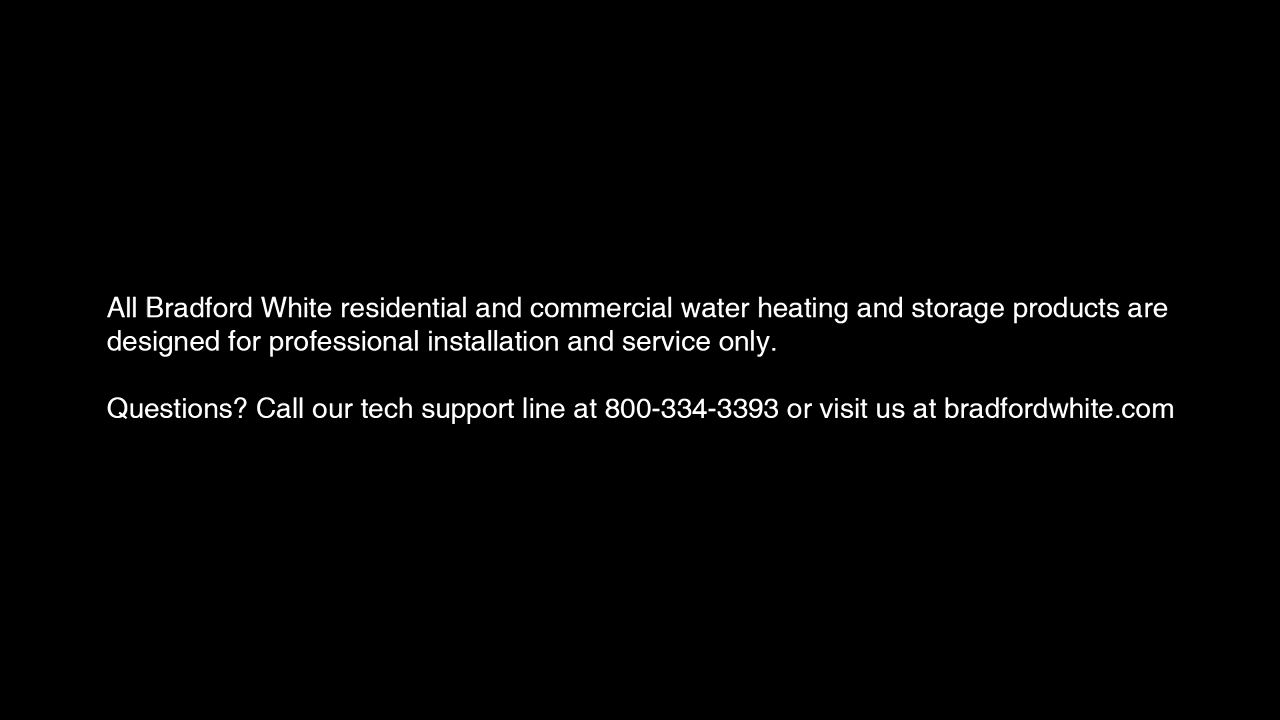 All Bradford White residential and commercial water heating and storage products are
designed for professional installation and service only.
Questions? Call our tech support line at 800-334-3393 or visit us at bradfordwhite.com